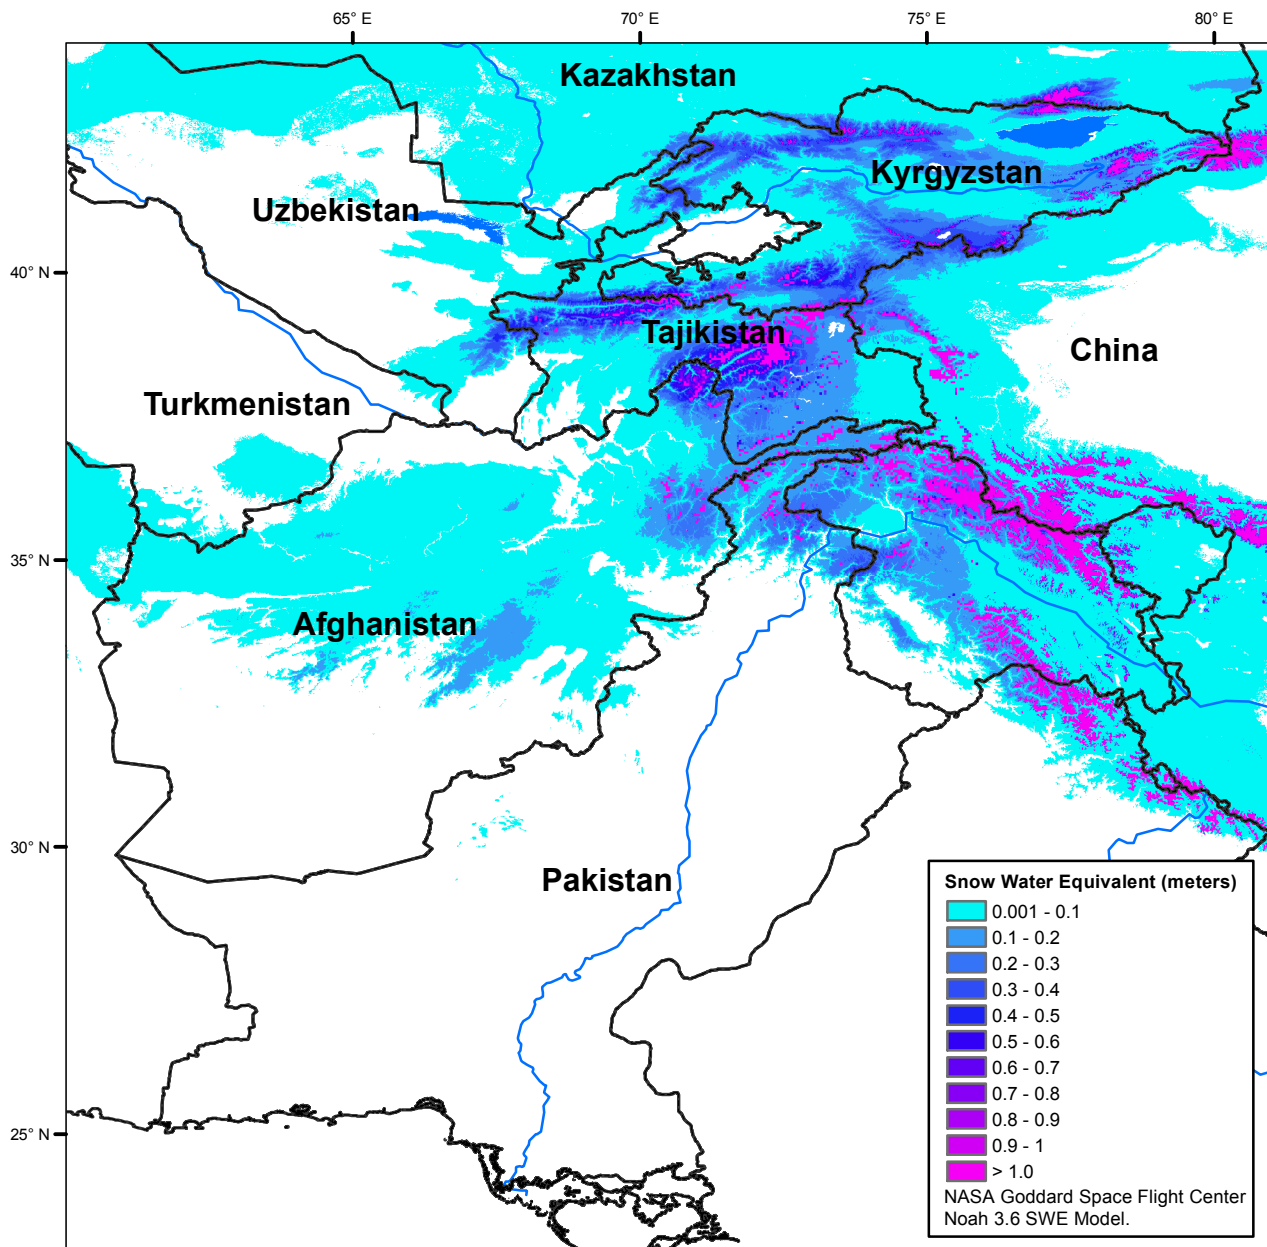 65° E
70° E
75° E
80° E
Kazakhstan
Kyrgyzstan
Uzbekistan
40° N
Tajikistan
China
Turkmenistan
35° N
Afghanistan
30° N
Pakistan
25° N
Snow Water Equivalent (meters)
0.001 - 0.1
0.1 - 0.2
0.2 - 0.3
0.3 - 0.4
0.4 - 0.5
0.5 - 0.6
0.6 - 0.7
0.7 - 0.8
0.8 - 0.9
0.9 - 1
> 1.0
NASA Goddard Space Flight Center
Noah 3.6 SWE Model.